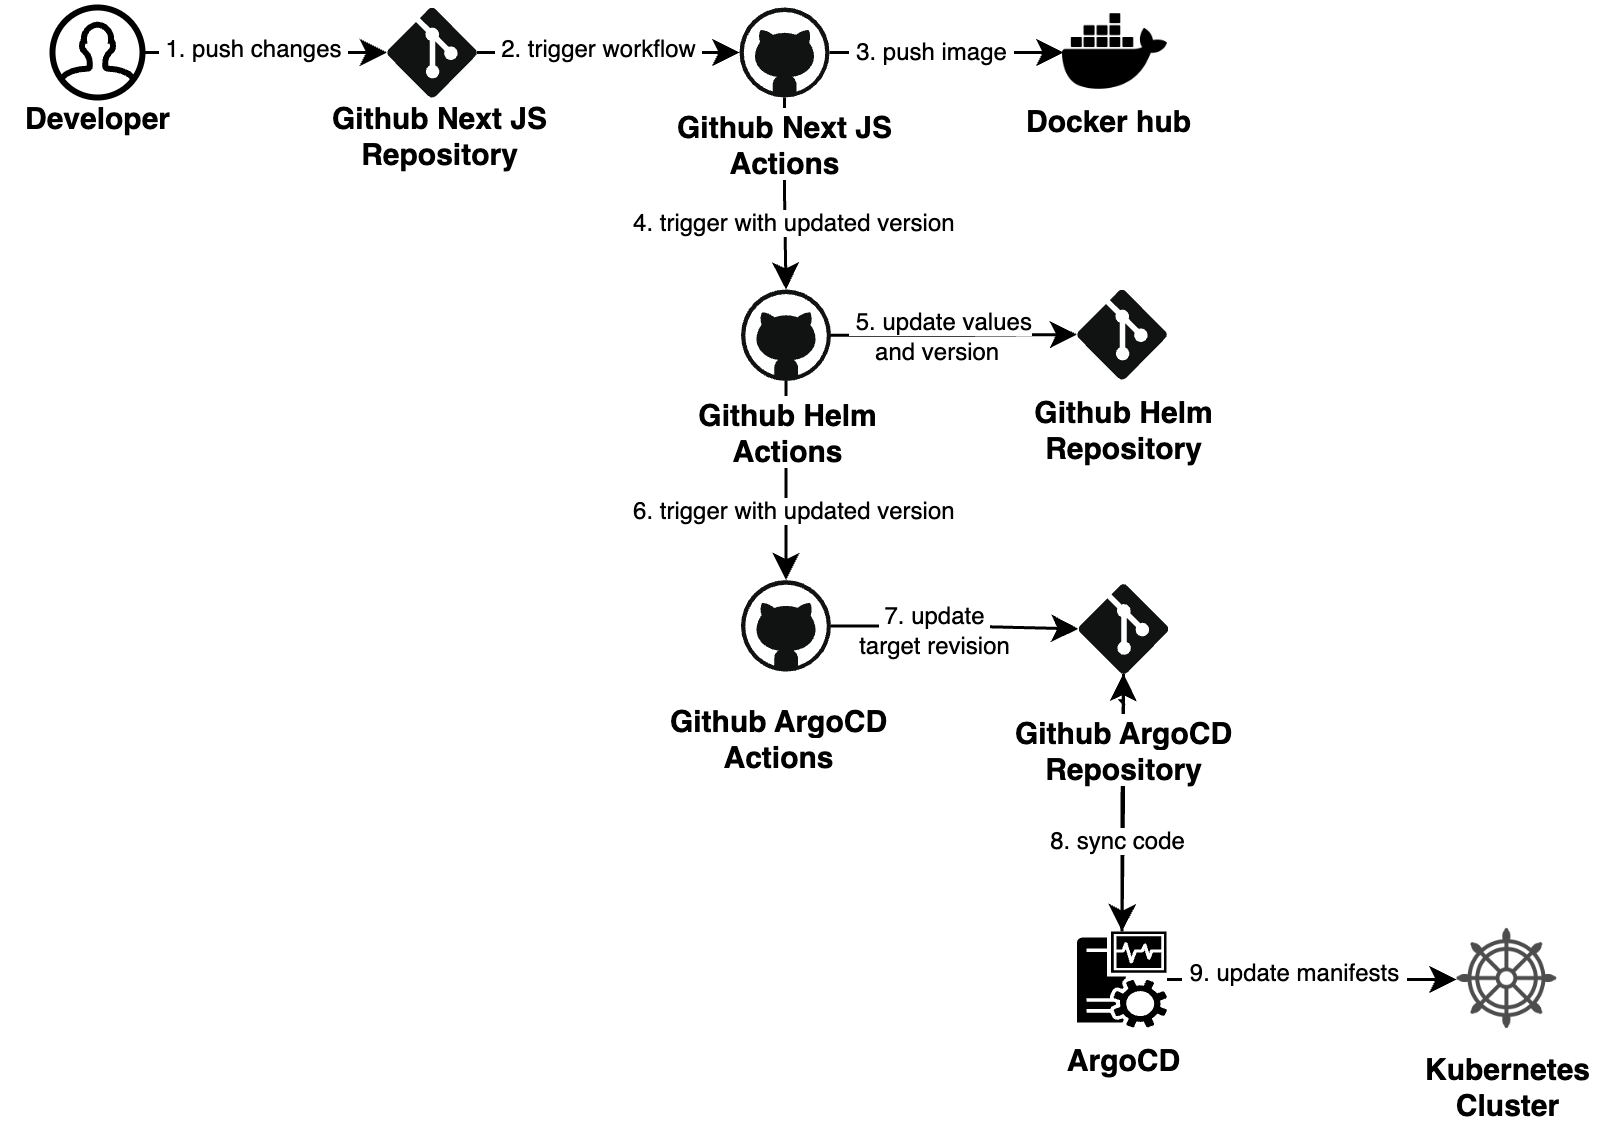 1. push changes
2. trigger workflow
3. push image
Developer
Github Next JS
Repository
Github Next JS
Actions
Docker hub
4. trigger with updated version
5. update values
and version
Github Helm
Actions
Github Helm
Repository
6. trigger with updated version
7. update
target revision
Github ArgoCD
Actions
Github ArgoCD
Repository
8. sync code
9. update manifests
ArgoCD
Kubernetes
Cluster